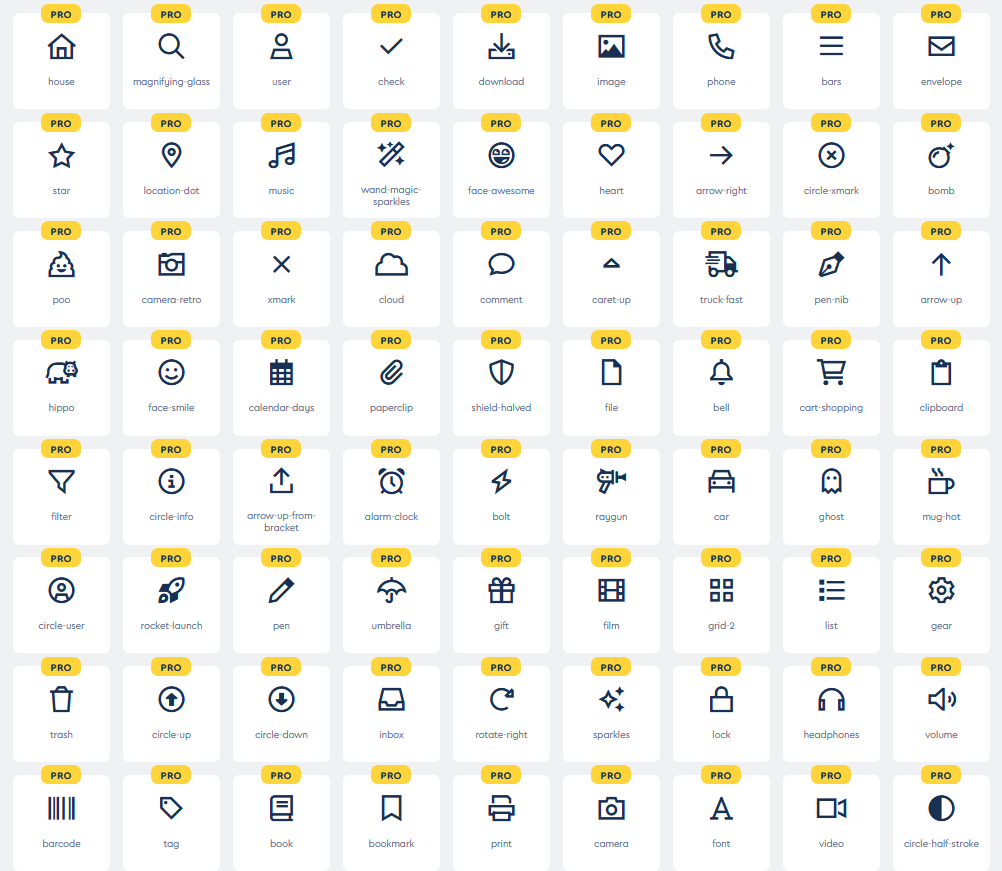 PRO PRO PRO PRO PRO PRO PRO PRO PRO
house magnifying-glass user check download image phone bars envelope
PRO PRO PRO PRO PRO PRO PRO PRO PRO
star location-dot music wand-magic-sparkles face-awesome heart arrow-right circle-xmark bomb
PRO PRO PRO PRO PRO PRO PRO PRO PRO
poo camera-retro xmark cloud comment caret-up truck-fast pen-nib arrow-up
PRO PRO PRO PRO PRO PRO PRO PRO PRO
hippo face-smile calendar-days paperclip shield-halved file bell cart-shopping clipboard
PRO PRO PRO PRO PRO PRO PRO PRO PRO
filter circle-info arrow-up-from-bracket alarm-clock bolt raygun car ghost mug-hot
PRO PRO PRO PRO PRO PRO PRO PRO PRO
circle-user rocket-launch pen umbrella gift film grid-2 list gear
PRO PRO PRO PRO PRO PRO PRO PRO PRO
trash circle-up circle-down inbox rotate-right sparkles lock headphones volume
PRO PRO PRO PRO PRO PRO PRO PRO PRO
barcode tag book bookmark print camera font video circle-half-stroke